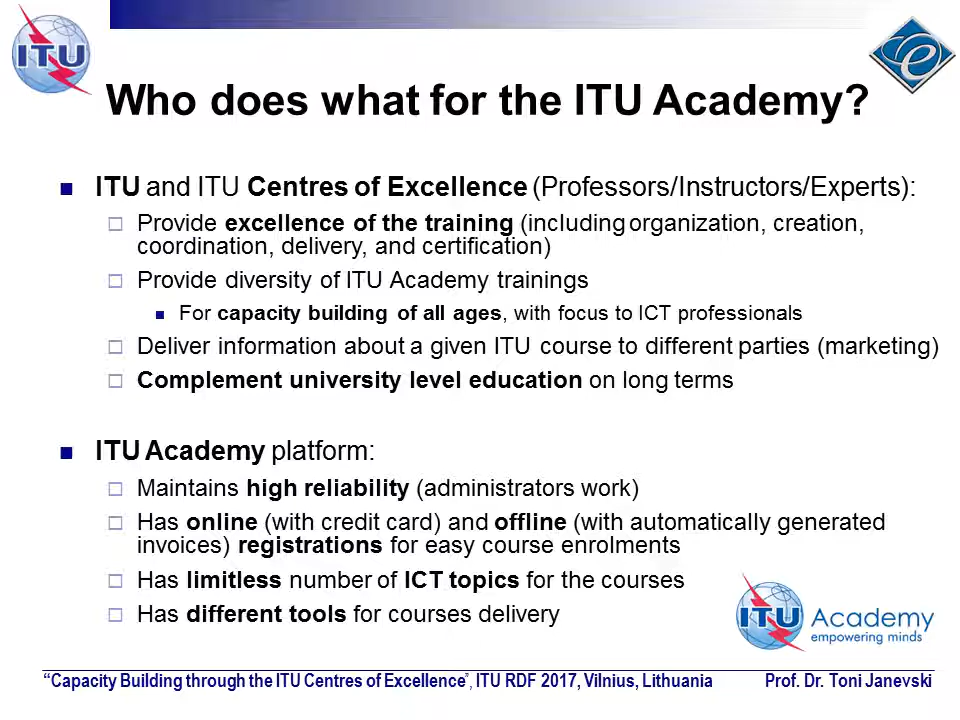 ITU
e
Who does what for the ITU Academy?
ITU and ITU Centres of Excellence (Professors/Instructors/Experts):
Provide excellence of the training (including organization, creation,
coordination, delivery, and certification)
Provide diversity of ITU Academy trainings
For capacity building of all ages, with focus to ICT professionals
Deliver information about a given ITU course to different parties (marketing)
Complement university level education on long terms
ITU Academy platform:
Maintains high reliability (administrators work)
Has online (with credit card) and offline (with automatically generated
invoices) registrations for easy course enrolments
Has limitless number of ICT topics for the courses
Has different tools for courses delivery
ITU Academy
empowering minds
“Capacity Building through the ITU Centres of Excellence”, ITU RDF 2017, Vilnius, Lithuania Prof. Dr. Toni Janevski